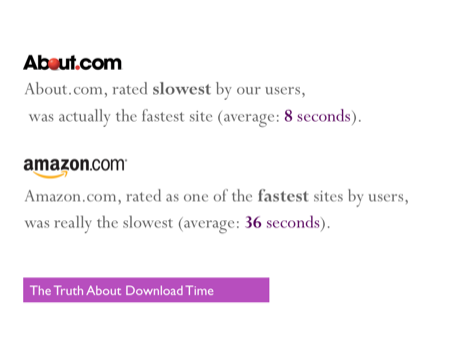 About.com
About.com, rated slowest by our users,
was actually the fastest site (average: 8 seconds).
amazon.com
Amazon.com, rated as one of the fastest sites by users,
was really the slowest (average: 36 seconds).
The Truth About Download Time